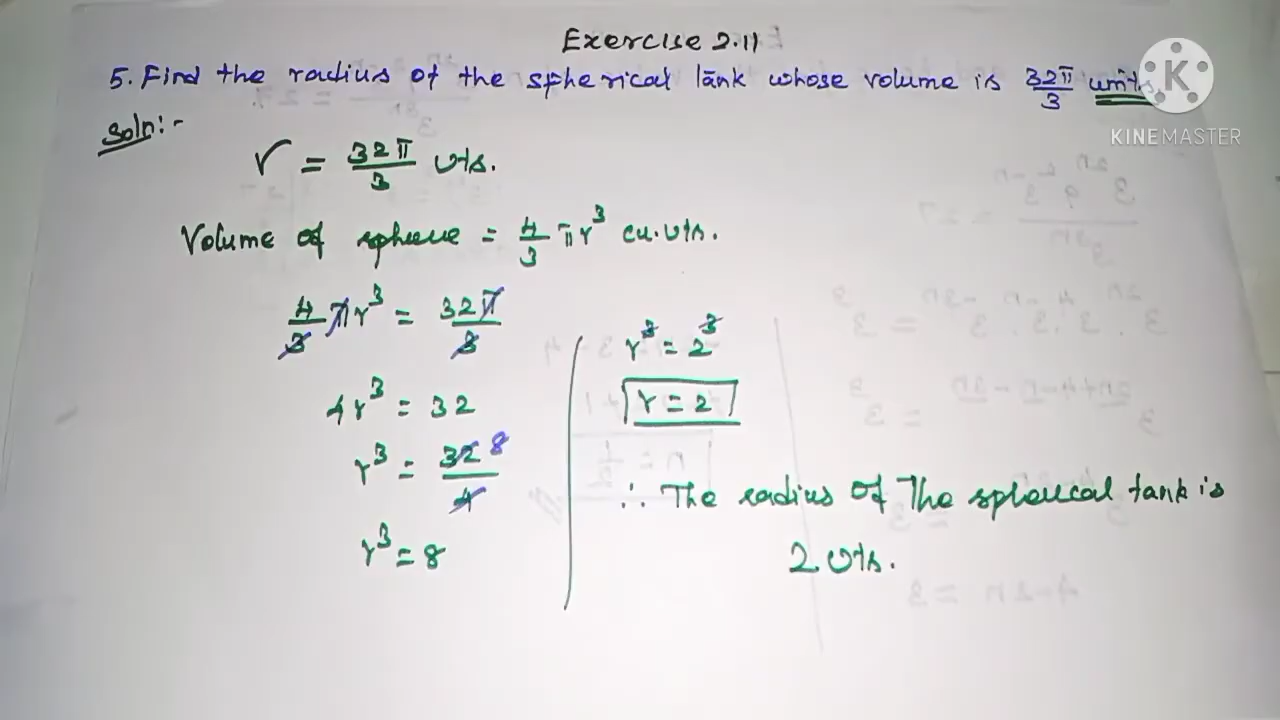 Exercise 2.11
5. Find the radius of the spherical tank whose volume is 32π/3 units.
Soln:-
V = 32π/3 uts.
Volume of sphere = 4/3 πr³ cu.uts.
4/3 πr³ = 32π/3
4r³ = 32
r³ = 32/4 8
r³ = 8
r³ = 2³
r = 2
∴ The radius of The spherical tank is
2 uts.
K
KINEMASTER